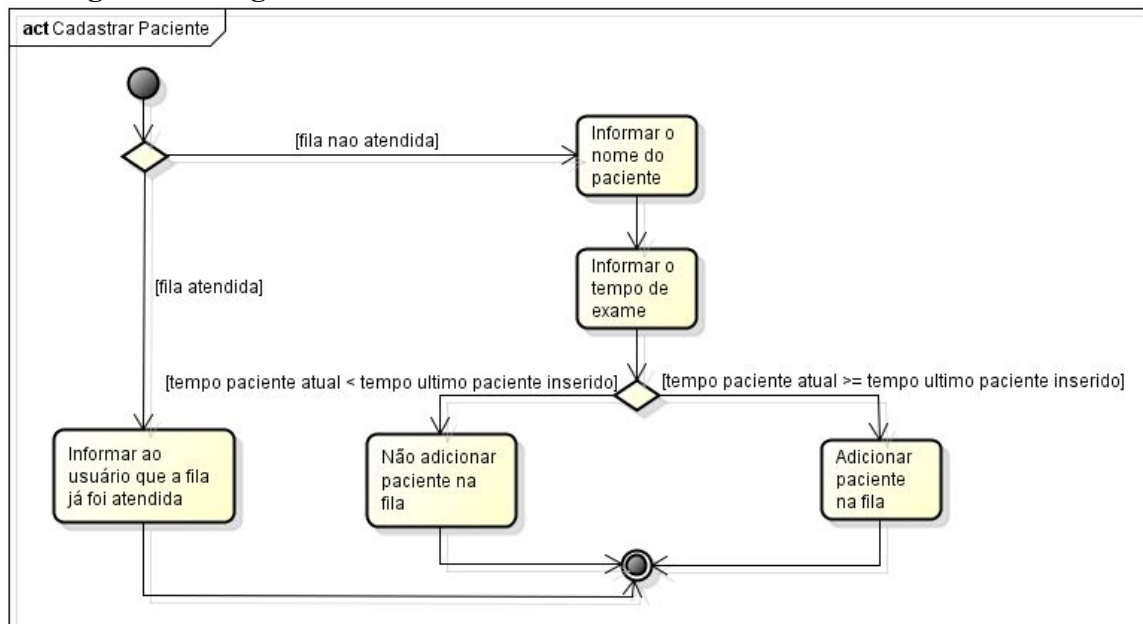 act Cadastrar Paciente
[fila nao atendida]
Informar o
nome do
paciente
Informar o
tempo de
exame
[fila atendida]
[tempo paciente atual < tempo ultimo paciente inserido]
[tempo paciente atual >= tempo ultimo paciente inserido]
Informar ao
usuário que a fila
já foi atendida
Não adicionar
paciente na
fila
Adicionar
paciente
na fila